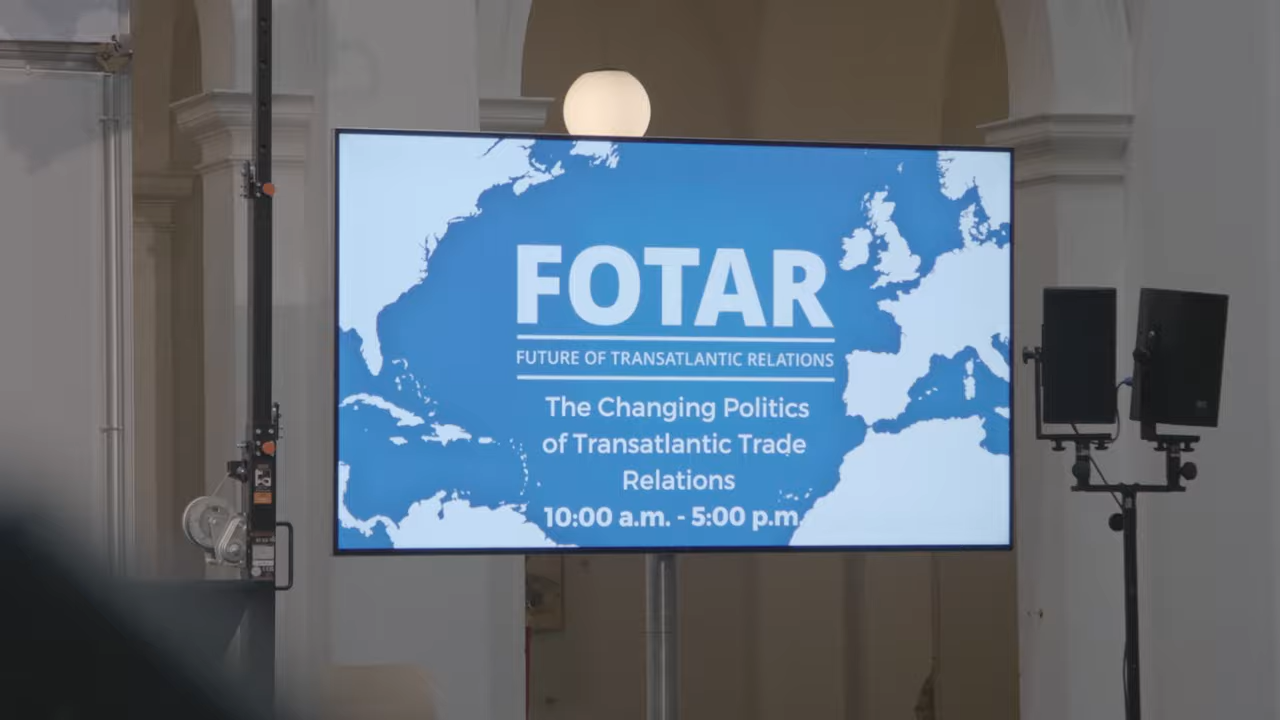 FOTAR
FUTURE OF TRANSATLANTIC RELATIONS
The Changing Politics
of Transatlantic Trade
Relations
10:00 a.m. - 5:00 p.m.